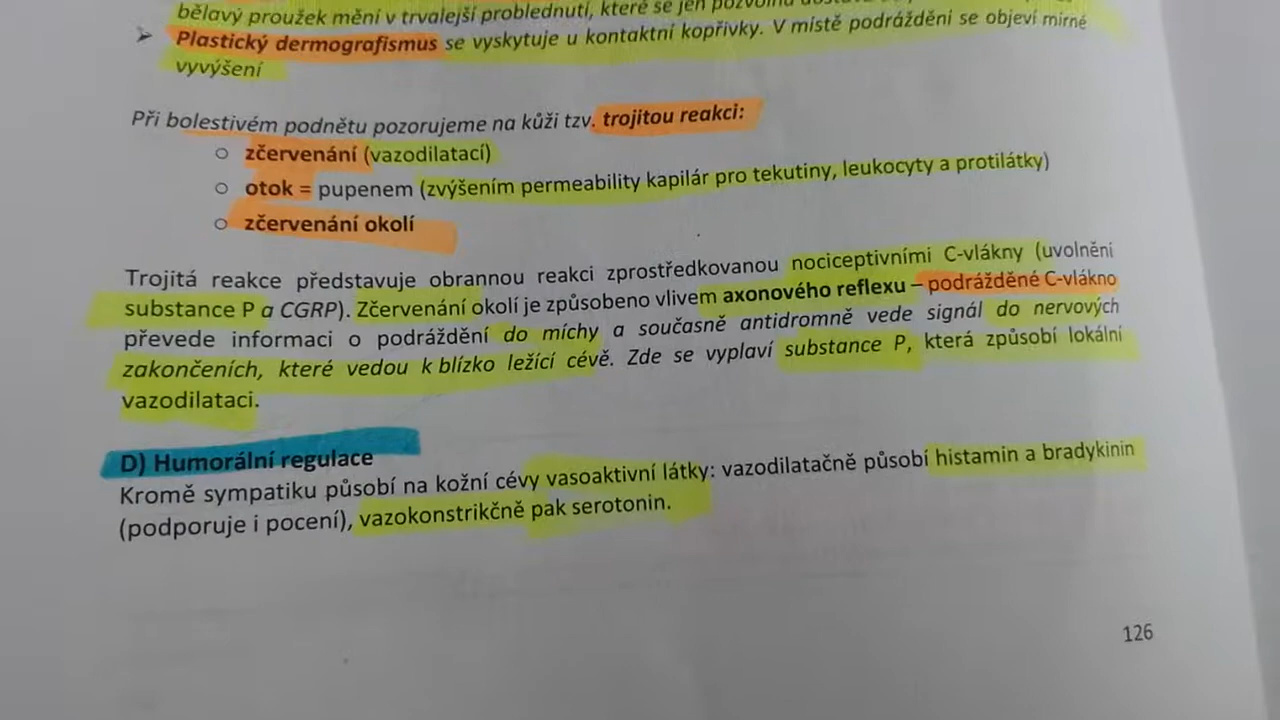 bělavý proužek mění v trvalejší problednutí, které se jen pozvolna
➤ Plastický dermografismus se vyskytuje u kontaktní kopřivky. V místě podráždění se objeví mírné
vyvýšení
Při bolestivém podnětu pozorujeme na kůži tzv. trojitou reakci:
○ zčervenání (vazodilatací)
○ otok = pupenem (zvýšením permeability kapilár pro tekutiny, leukocyty a protilátky)
○ zčervenání okolí
Trojitá reakce představuje obrannou reakci zprostředkovanou nociceptivními C-vlákny (uvolnění
substance P a CGRP). Zčervenání okolí je způsobeno vlivem axonového reflexu – podrážděné C-vlákno
převede informaci o podráždění do míchy a současně antidromně vede signál do nervových
zakončeních, které vedou k blízko ležící cévě. Zde se vyplaví substance P, která způsobí lokální
vazodilataci.
D) Humorální regulace
Kromě sympatiku působí na kožní cévy vasoaktivní látky: vazodilatačně působí histamin a bradykinin
(podporuje i pocení), vazokonstrikčně pak serotonin.
126